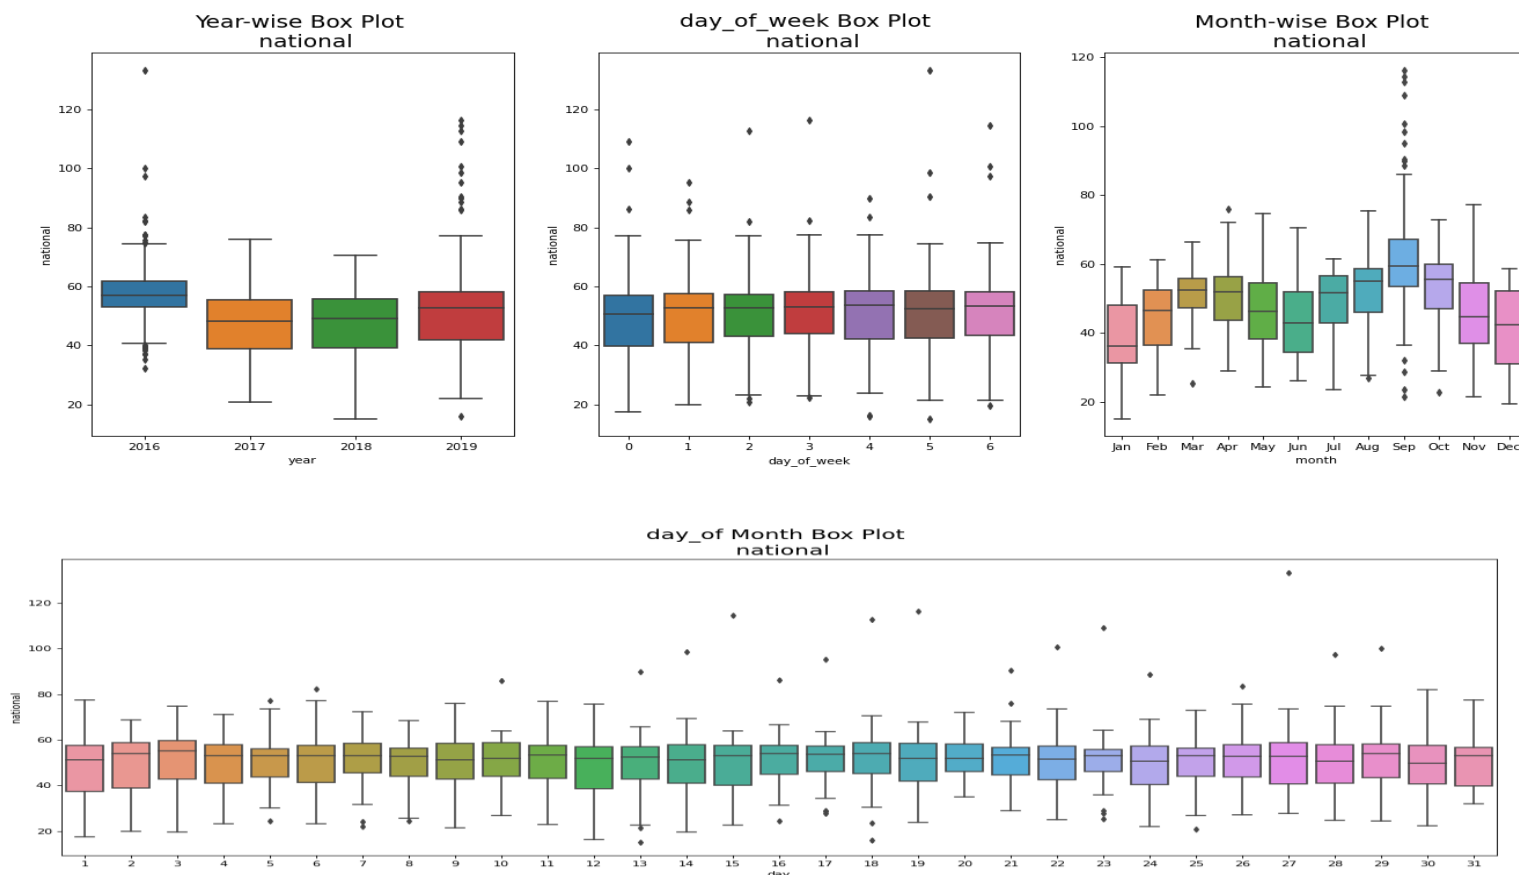 Year-wise Box Plot
national
national
120
100
80
60
40
20
2016 2017 2018 2019
year
day_of_week Box Plot
national
national
120
100
80
60
40
20
0 1 2 3 4 5 6
day_of_week
Month-wise Box Plot
national
120
100
80
60
40
20
Jan Feb Mar Apr May Jun Jul Aug Sep Oct Nov Dec
month
day_of Month Box Plot
national
national
120
100
80
60
40
20
1 2 3 4 5 6 7 8 9 10 11 12 13 14 15 16 17 18 19 20 21 22 23 24 25 26 27 28 29 30 31
day